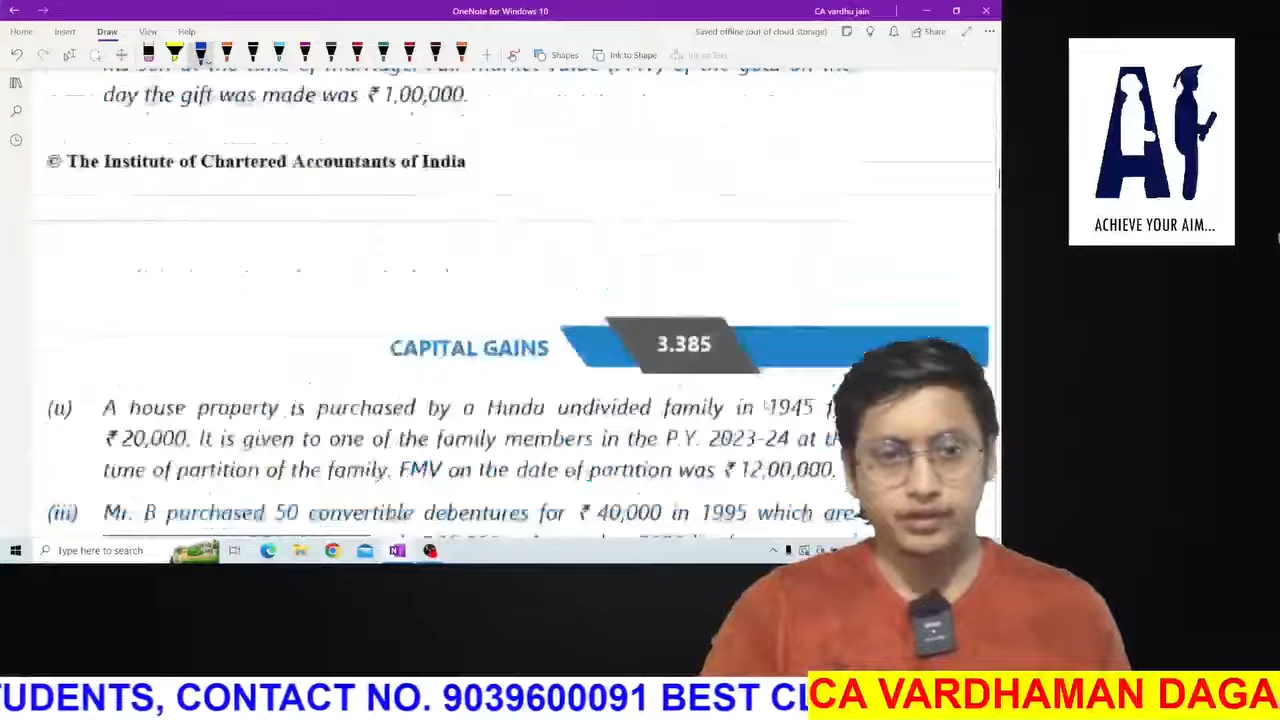 OneNote for Windows 10
CA vardhu jain
Home Insert Draw View Help
Saved offline (out of cloud storage)
Share
Shapes
Ink to Shape
Ink to Text
day the gift was made was ₹ 1,00,000.
© The Institute of Chartered Accountants of India
CAPITAL GAINS 3.385
(ii) A house property is purchased by a Hindu undivided family in 1945
₹ 20,000. It is given to one of the family members in the P.Y. 2023-24 at
time of partition of the family. FMV on the date of partition was ₹ 12,00,000.
(iii) Mr. B purchased 50 convertible debentures for ₹ 40,000 in 1995 which are
Type here to search
ACHIEVE YOUR AIM...
TUDENTS, CONTACT NO. 9039600091 BEST CL
CA VARDHAMAN DAGA